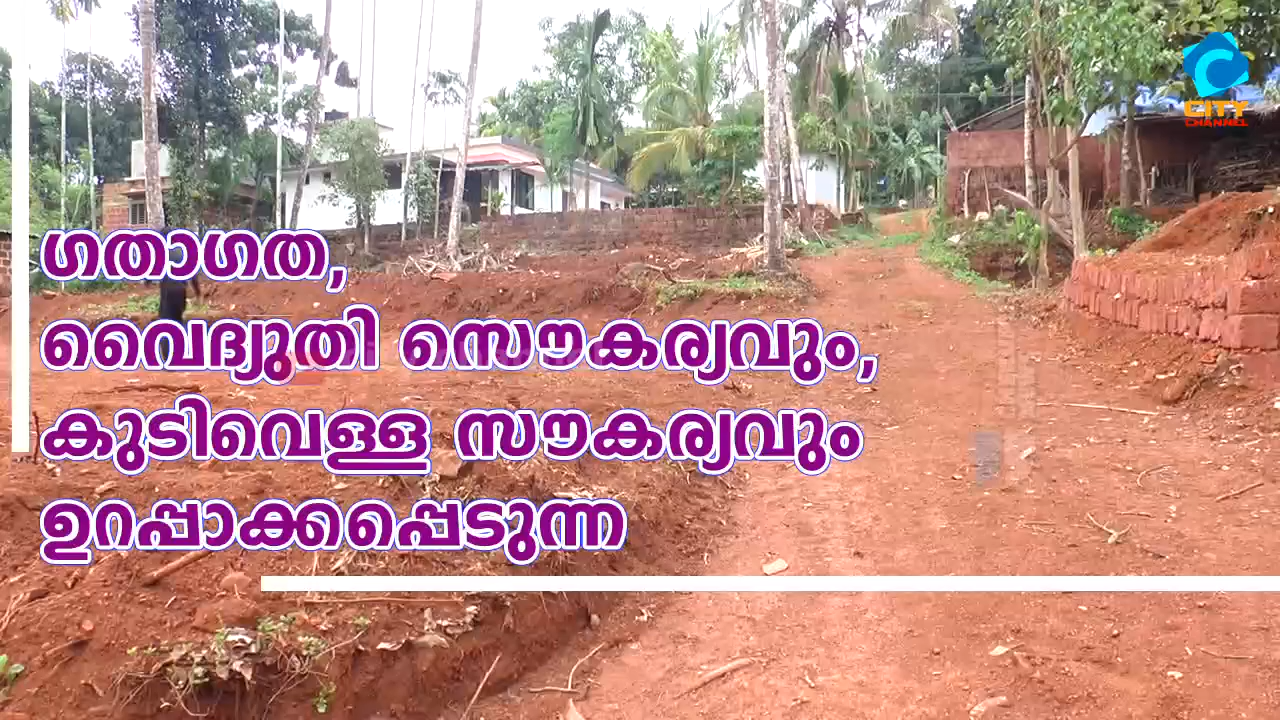 CITY
CHANNEL
ഗതാഗത,
വൈദ്യുതി സൌകര്യവും,
കുടിവെള്ള സൗകര്യവും
ഉറപ്പാക്കപ്പെടുന്ന